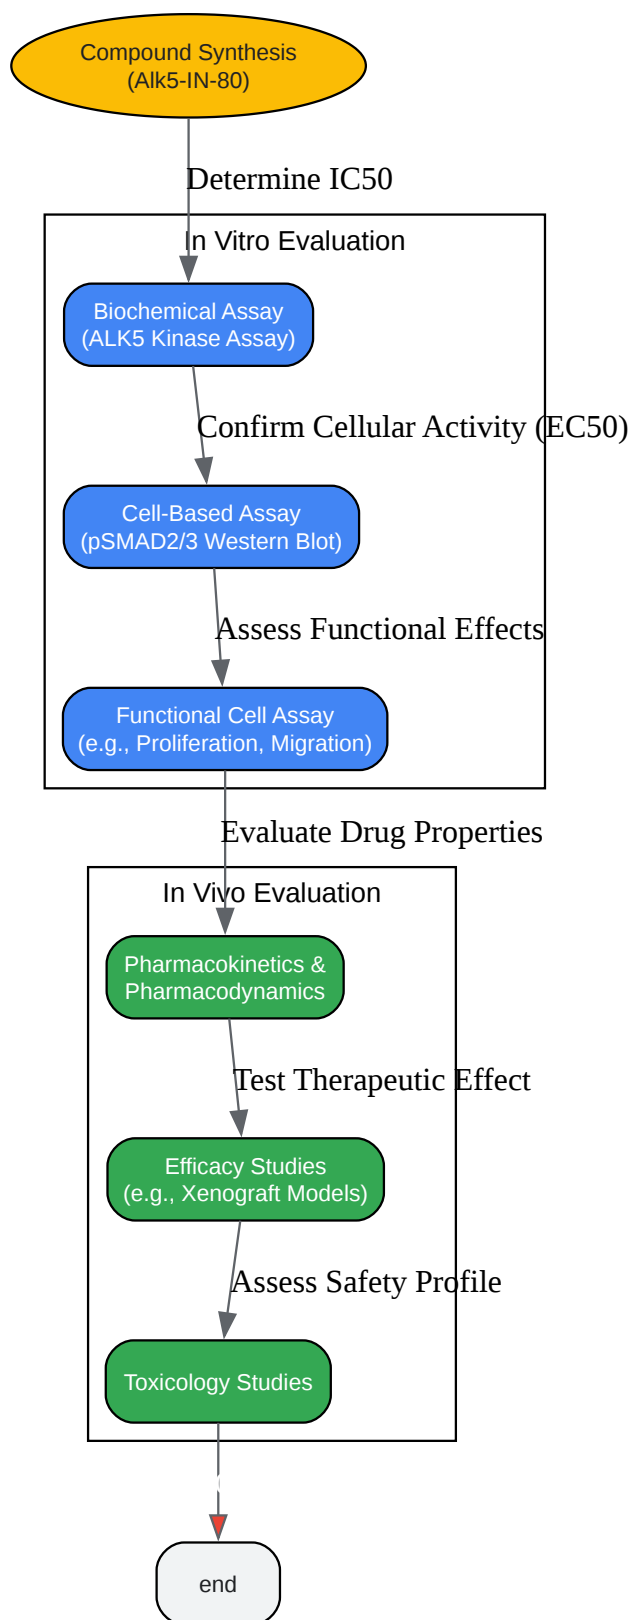 Compound Synthesis
(Alk5-IN-80)
Determine IC50
In Vitro Evaluation
Biochemical Assay
(ALK5 Kinase Assay)
Confirm Cellular Activity (EC50)
Cell-Based Assay
(pSMAD2/3 Western Blot)
Assess Functional Effects
Functional Cell Assay
(e.g., Proliferation, Migration)
Evaluate Drug Properties
In Vivo Evaluation
Pharmacokinetics &
Pharmacodynamics
Test Therapeutic Effect
Efficacy Studies
(e.g., Xenograft Models)
Assess Safety Profile
Toxicology Studies
end